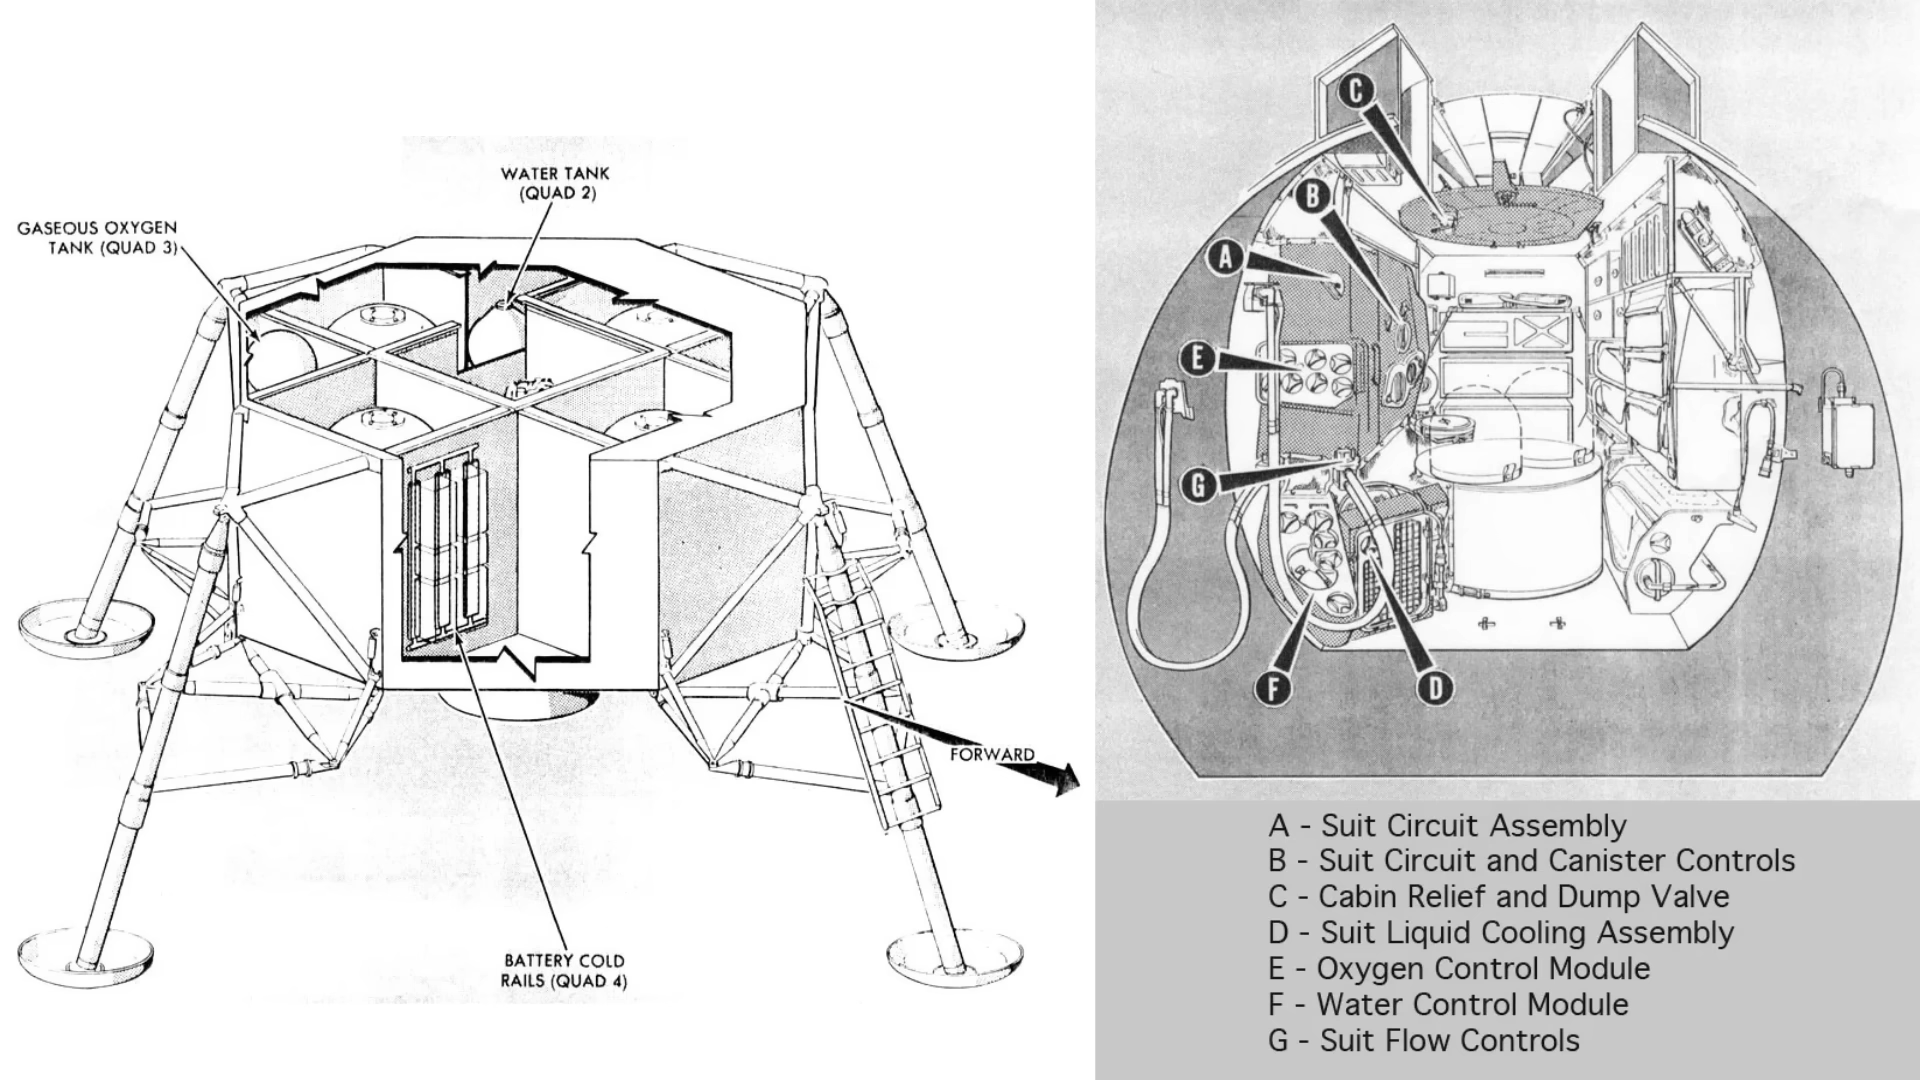 WATER TANK
(QUAD 2)
GASEOUS OXYGEN
TANK (QUAD 3)
FORWARD
BATTERY COLD
RAILS (QUAD 4)
C
B
A
E
G
F
D
A - Suit Circuit Assembly
B - Suit Circuit and Canister Controls
C - Cabin Relief and Dump Valve
D - Suit Liquid Cooling Assembly
E - Oxygen Control Module
F - Water Control Module
G - Suit Flow Controls